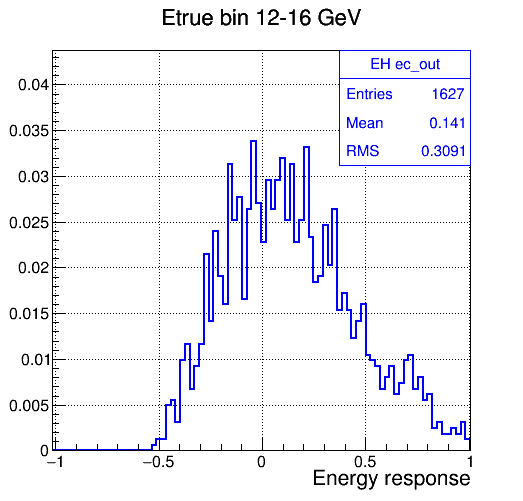 Etrue bin 12-16 GeV
EH ec_out
Entries 1627
Mean 0.141
RMS 0.3091
0.04
0.035
0.03
0.025
0.02
0.015
0.01
0.005
0
−1 −0.5 0 0.5 1
Energy response